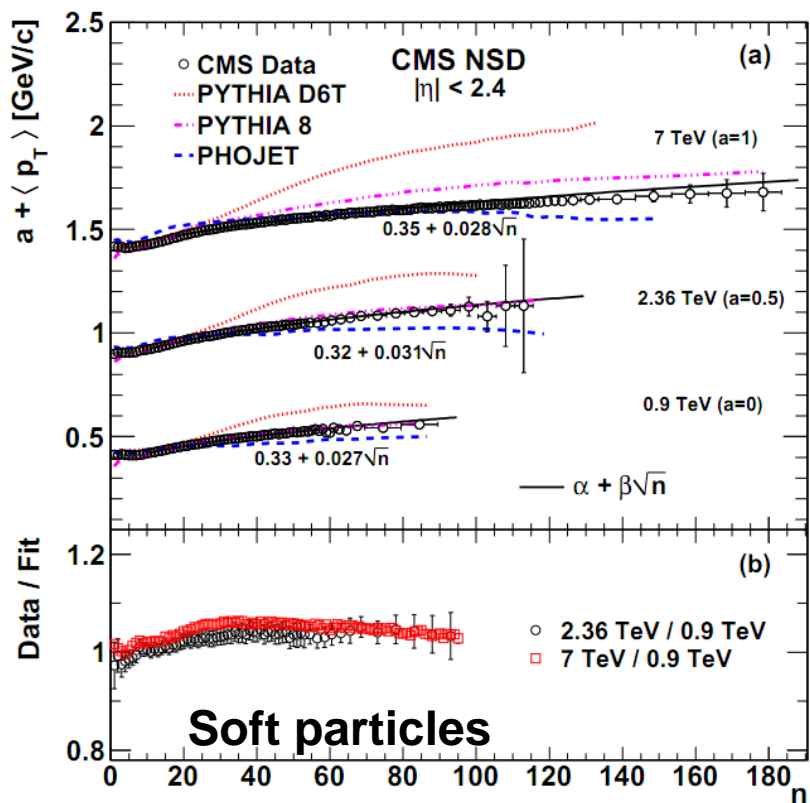 a + ⟨ p_T ⟩ [GeV/c]
2.5
2
1.5
1
0.5
(a)
CMS Data
PYTHIA D6T
PYTHIA 8
PHOJET
CMS NSD
|η| < 2.4
7 TeV (a=1)
0.35 + 0.028√n
2.36 TeV (a=0.5)
0.32 + 0.031√n
0.9 TeV (a=0)
0.33 + 0.027√n
α + β√n
Data / Fit
1.2
1
0.8
(b)
2.36 TeV / 0.9 TeV
7 TeV / 0.9 TeV
Soft particles
0 20 40 60 80 100 120 140 160 180
n